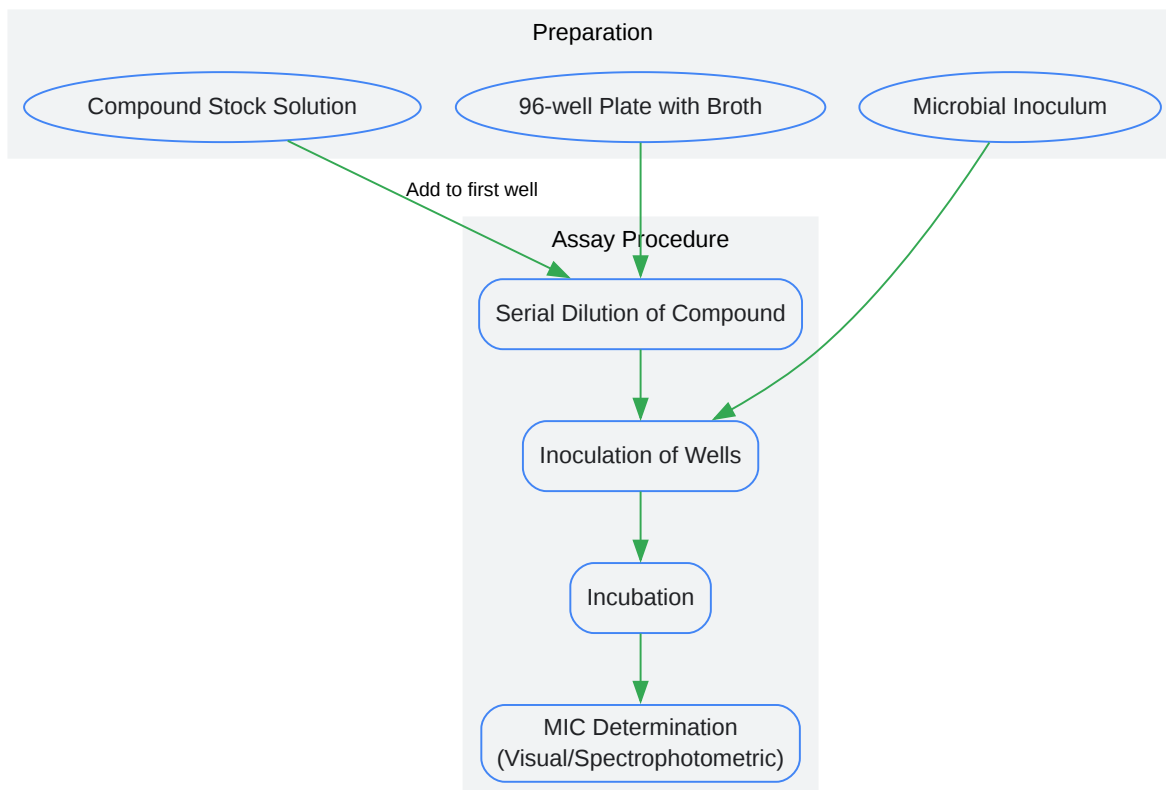 Preparation
Compound Stock Solution
96-well Plate with Broth
Microbial Inoculum
Add to first well
Assay Procedure
Serial Dilution of Compound
Inoculation of Wells
Incubation
MIC Determination
(Visual/Spectrophotometric)